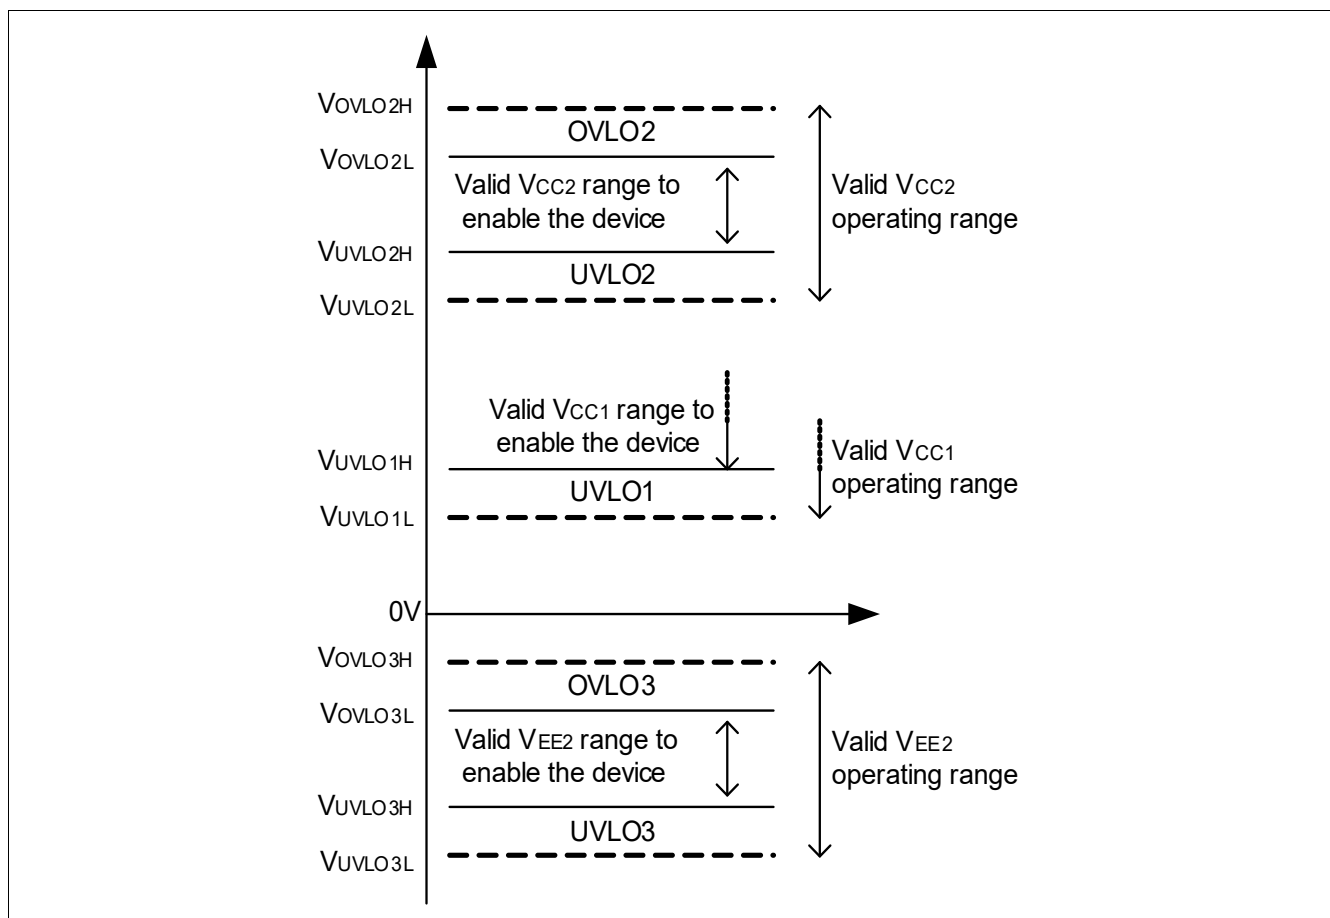 VOVLO2H
OVLO2
VOVLO2L
Valid VCC2 range to
enable the device
Valid VCC2
operating range
VUVLO2H
UVLO2
VUVLO2L
Valid VCC1 range to
enable the device
Valid VCC1
operating range
VUVLO1H
UVLO1
VUVLO1L
0V
VOVLO3H
OVLO3
VOVLO3L
Valid VEE2 range to
enable the device
Valid VEE2
operating range
VUVLO3H
UVLO3
VUVLO3L